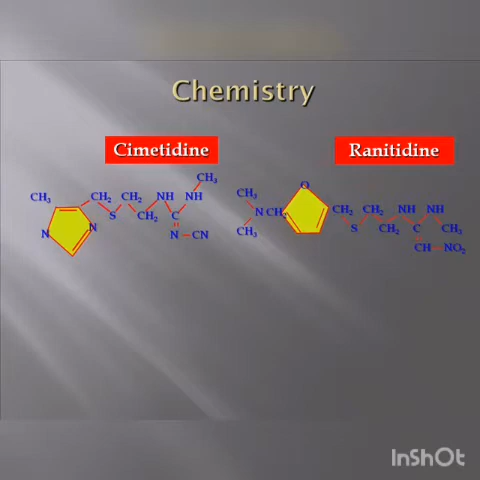 Chemistry
Cimetidine
Ranitidine
CH3 CH2 S CH2 CH2 NH C NH CH3
N N
N CN
CH3 N CH3 CH2 O CH2 S CH2 CH2 NH C NH CH3
CH NO2
InShOt